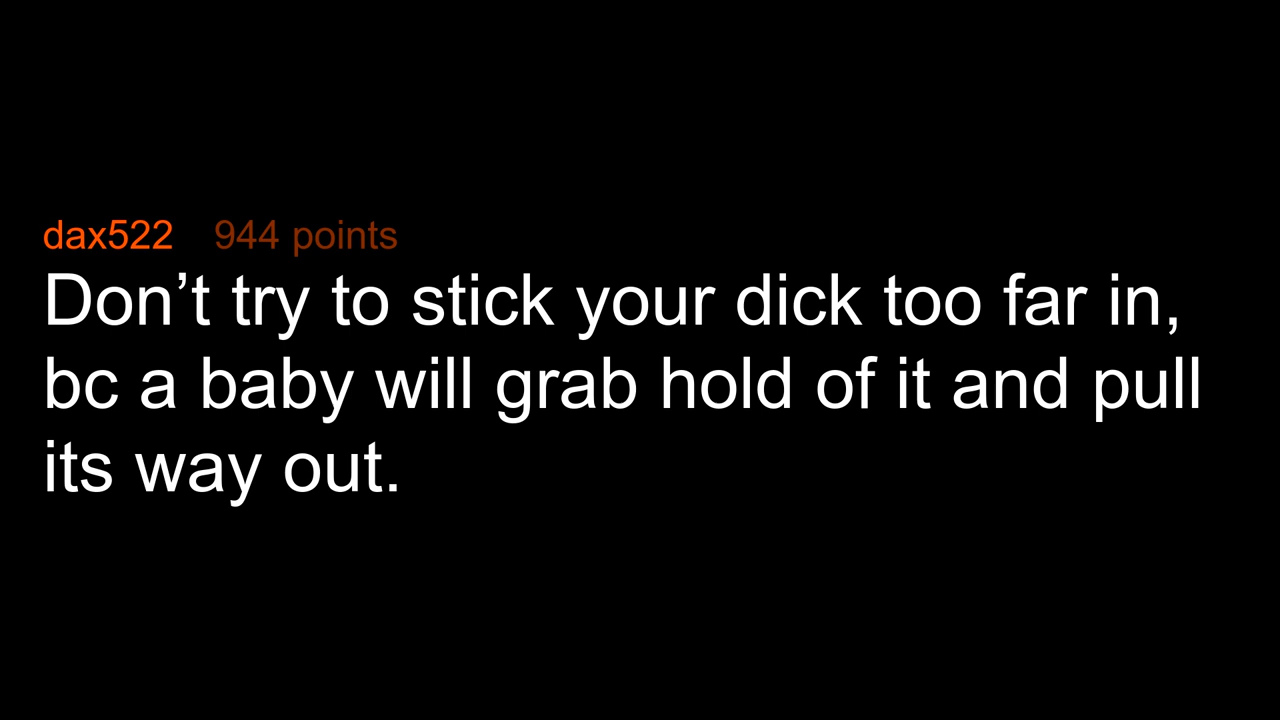 dax522 944 points
Don’t try to stick your dick too far in,
bc a baby will grab hold of it and pull
its way out.